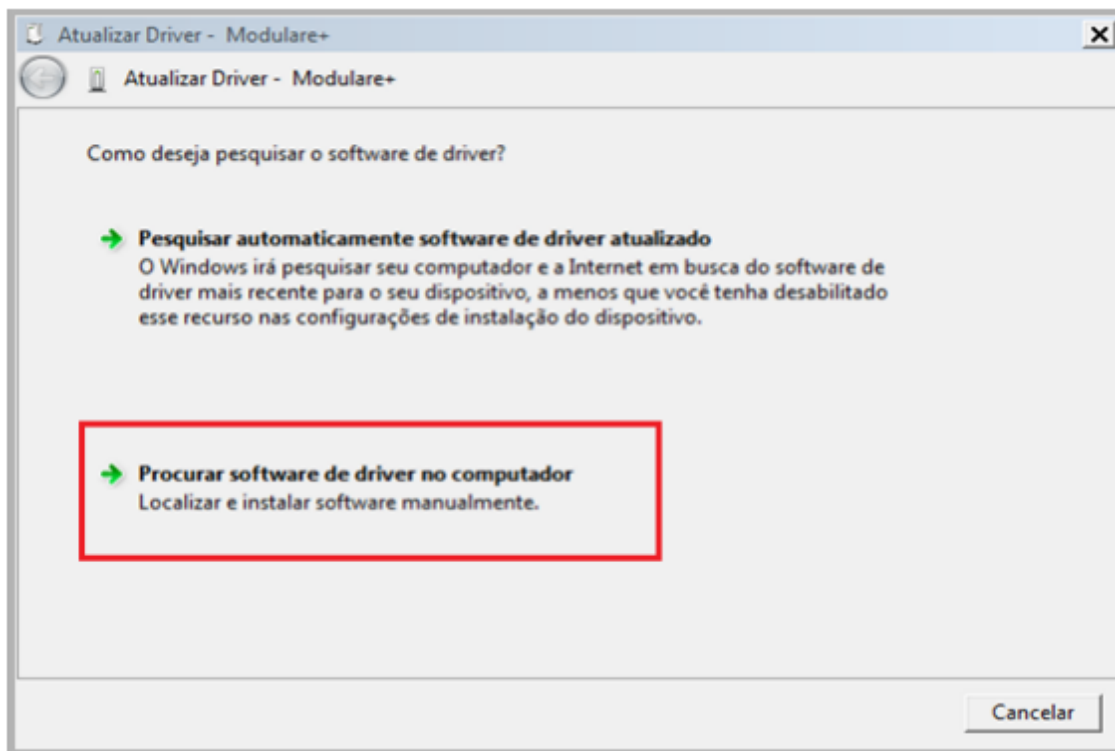 Atualizar Driver - Modulare+
Atualizar Driver - Modulare+
Como deseja pesquisar o software de driver?
Pesquisar automaticamente software de driver atualizado
O Windows irá pesquisar seu computador e a Internet em busca do software de
driver mais recente para o seu dispositivo, a menos que você tenha desabilitado
esse recurso nas configurações de instalação do dispositivo.
Procurar software de driver no computador
Localizar e instalar software manualmente.
Cancelar